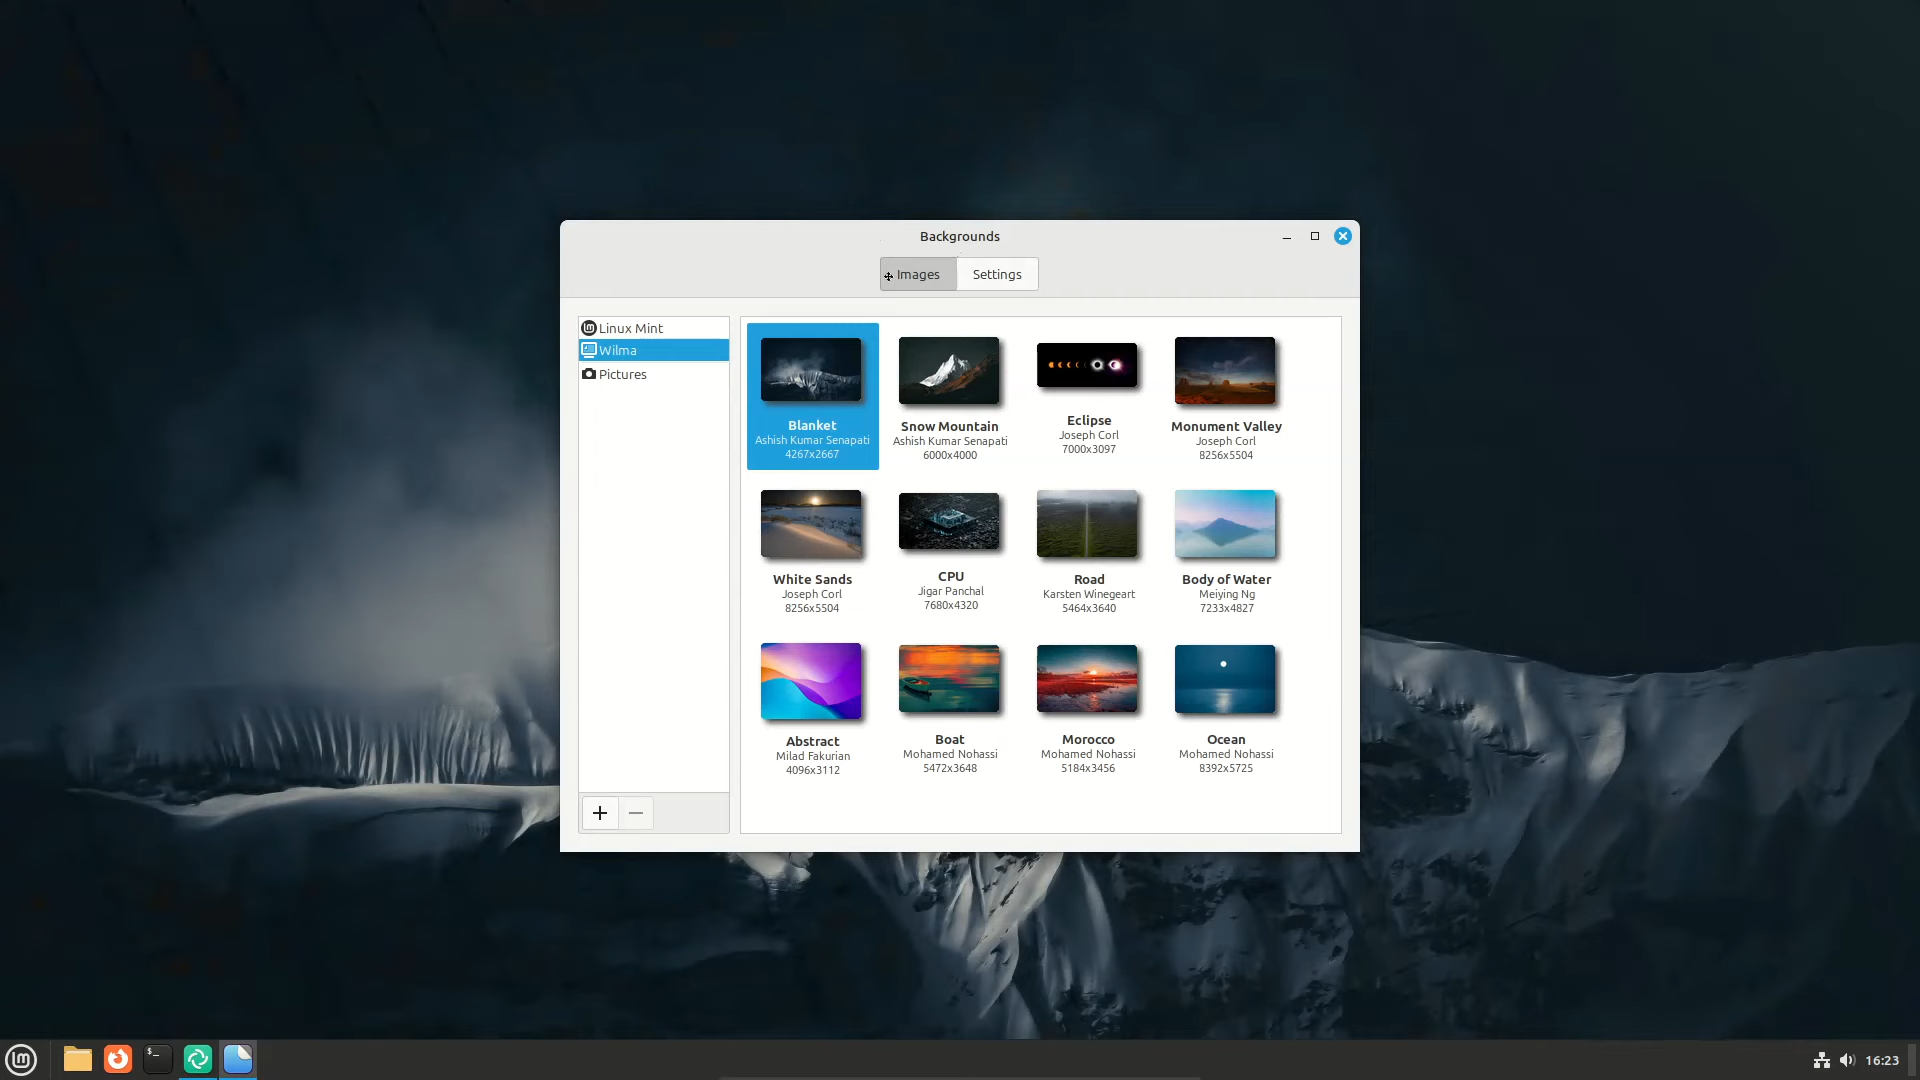 Backgrounds
Images
Settings
Linux Mint
Wilma
Pictures
Blanket
Ashish Kumar Senapati
4267x2667
Snow Mountain
Ashish Kumar Senapati
6000x4000
Eclipse
Joseph Corl
7000x3097
Monument Valley
Joseph Corl
8256x5504
White Sands
Joseph Corl
8256x5504
CPU
Jigar Panchal
7680x4320
Road
Karsten Winegeart
5464x3640
Body of Water
Meiying Ng
7233x4827
Abstract
Milad Fakurian
4096x3112
Boat
Mohamed Nohassi
5472x3648
Morocco
Mohamed Nohassi
5184x3456
Ocean
Mohamed Nohassi
8392x5725
16:23